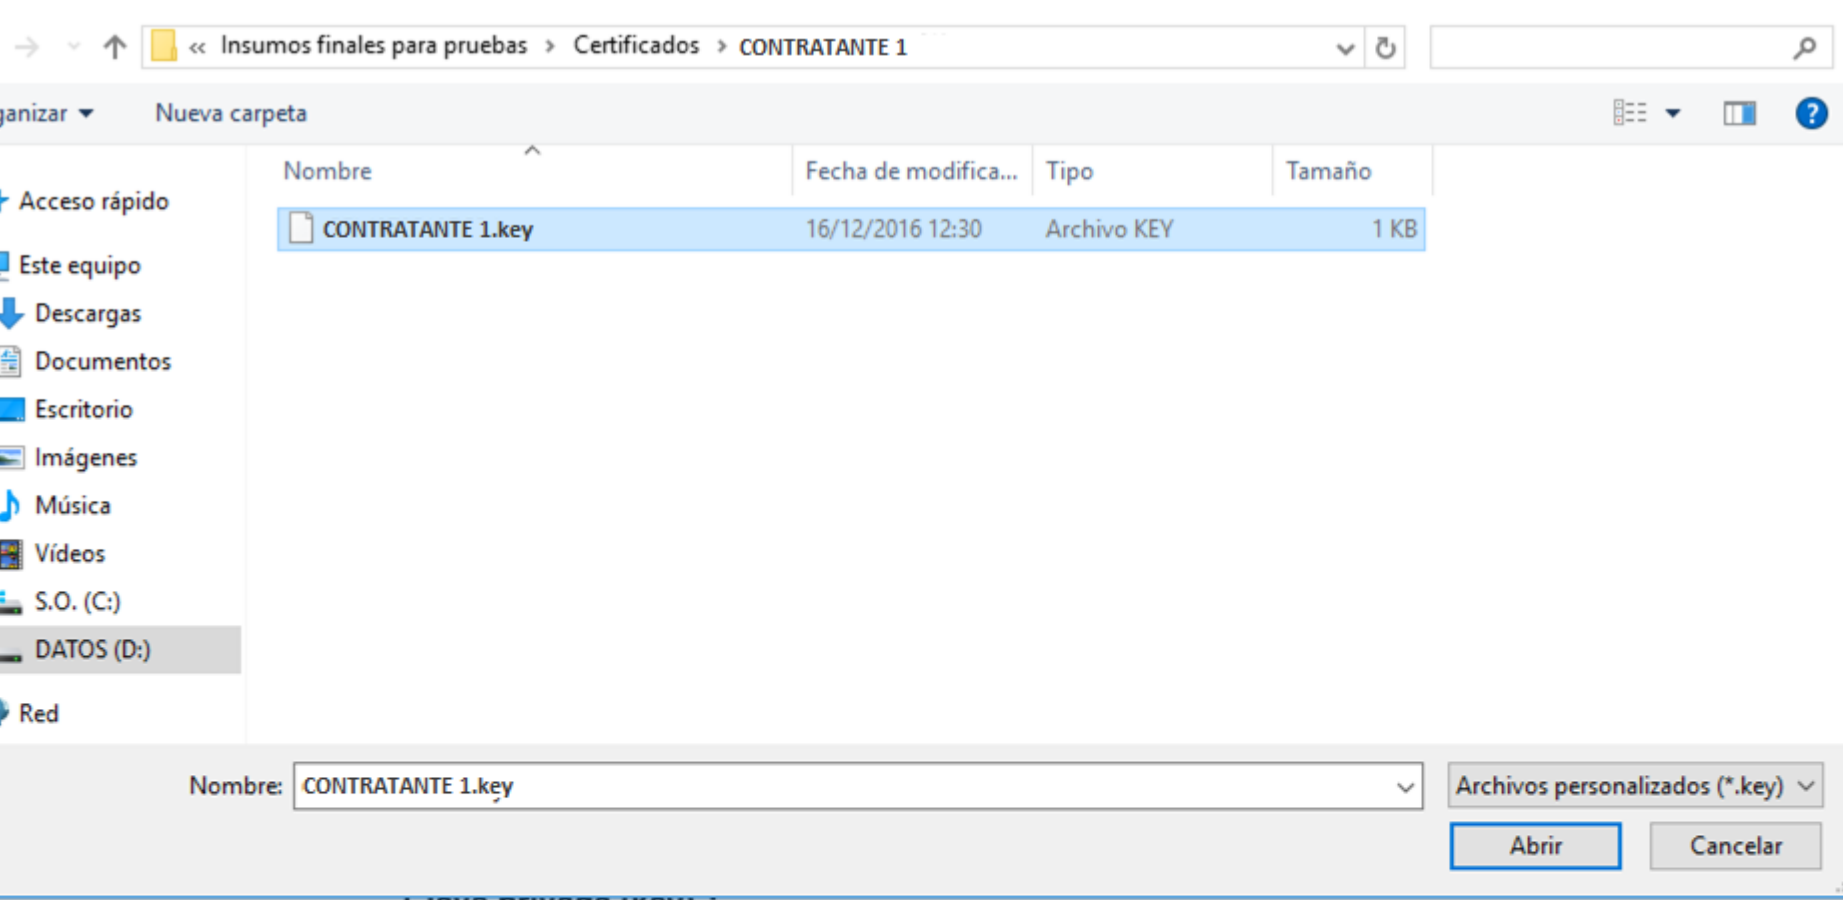 « Insumos finales para pruebas > Certificados > CONTRATANTE 1
ganizar Nueva carpeta
Nombre Fecha de modifica... Tipo Tamaño
CONTRATANTE 1.key 16/12/2016 12:30 Archivo KEY 1 KB
Acceso rápido
Este equipo
Descargas
Documentos
Escritorio
Imágenes
Música
Vídeos
S.O. (C:)
DATOS (D:)
Red
Nombre: CONTRATANTE 1.key Archivos personalizados (*.key)
Abrir Cancelar